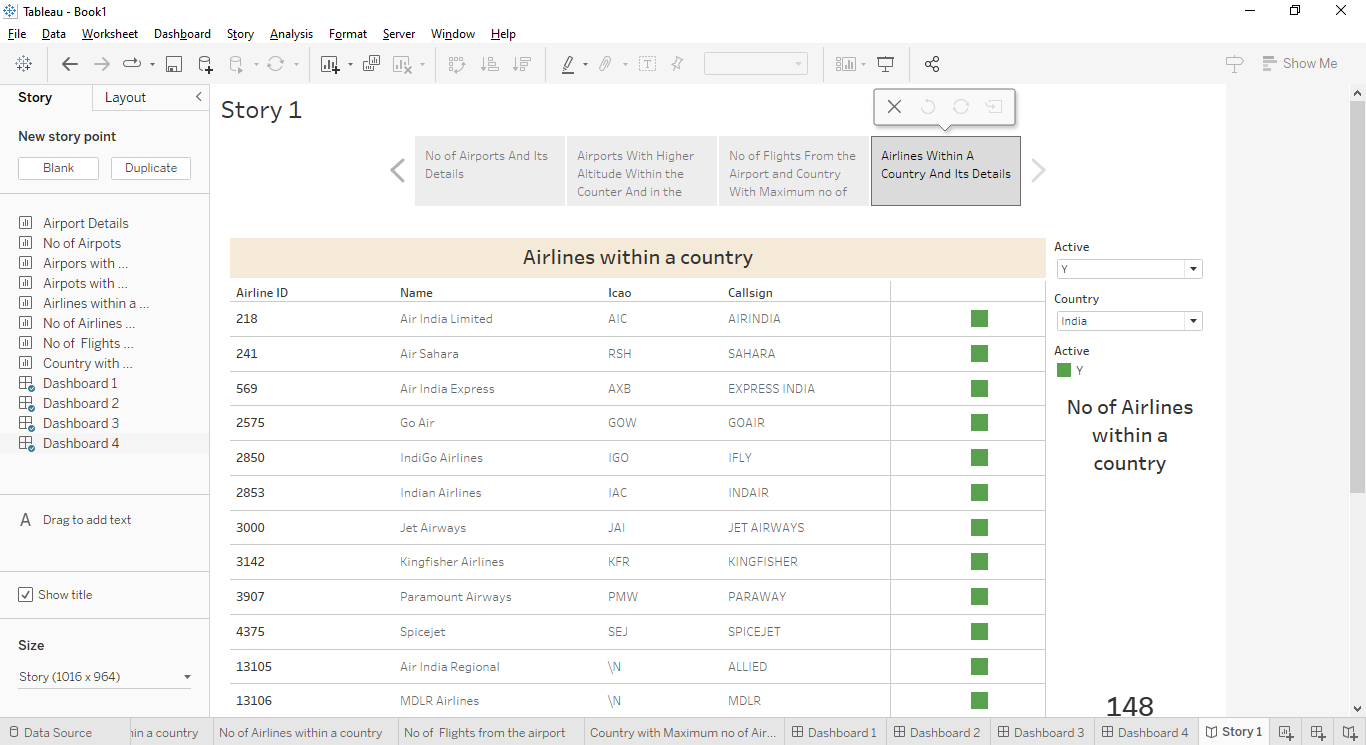 Tableau - Book1
File Data Worksheet Dashboard Story Analysis Format Server Window Help
Show Me
Story Layout
New story point
Blank Duplicate
Airport Details
No of Airpots
Airpors with ...
Airpots with ...
Airlines within a ...
No of Airlines ...
No of  Flights ...
Country with ...
Dashboard 1
Dashboard 2
Dashboard 3
Dashboard 4
A Drag to add text
Show title
Size
Story (1016 x 964)
Story 1
No of Airports And Its
Details
Airports With Higher
Altitude Within the
Counter And in the
No of Flights From the
Airport and Country
With Maximum no of
Airlines Within A
Country And Its Details
Airlines within a country
Airline ID Name Icao Callsign
218 Air India Limited AIC AIRINDIA
241 Air Sahara RSH SAHARA
569 Air India Express AXB EXPRESS INDIA
2575 Go Air GOW GOAIR
2850 IndiGo Airlines IGO IFLY
2853 Indian Airlines IAC INDAIR
3000 Jet Airways JAI JET AIRWAYS
3142 Kingfisher Airlines KFR KINGFISHER
3907 Paramount Airways PMW PARAWAY
4375 Spicejet SEJ SPICEJET
13105 Air India Regional \N ALLIED
13106 MDLR Airlines \N MDLR
Active
Y
Country
India
Active
Y
No of Airlines
within a
country
148
Data Source hin a country No of Airlines within a country No of  Flights from the airport Country with Maximum no of Air... Dashboard 1 Dashboard 2 Dashboard 3 Dashboard 4 Story 1